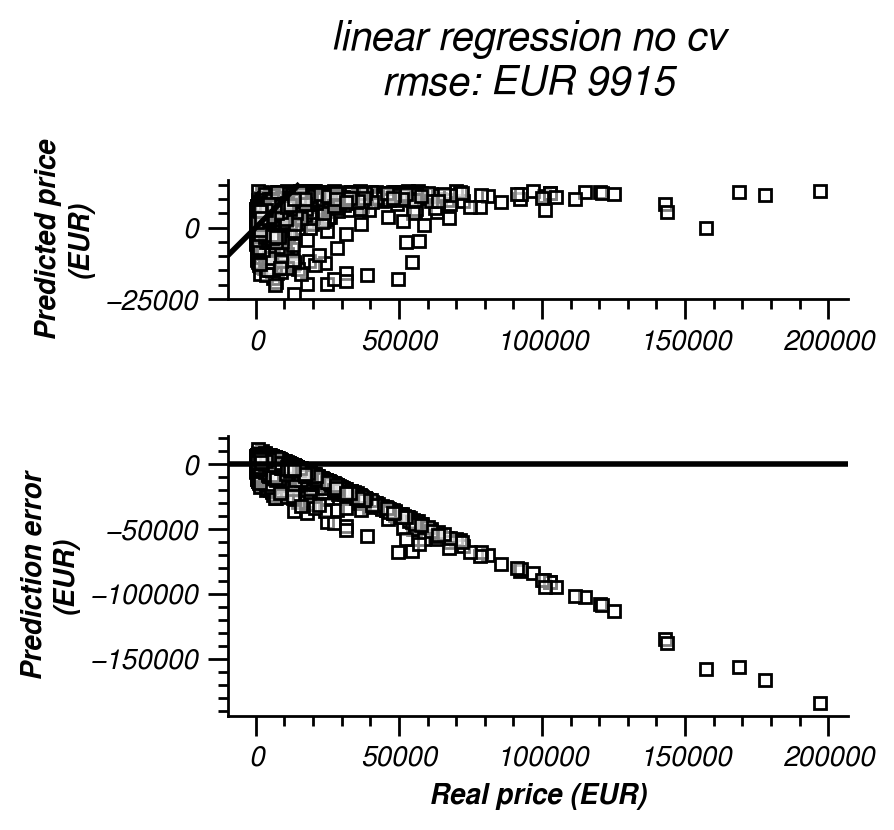 linear regression no cv
rmse: EUR 9915
Predicted price
(EUR)
0
−25000
0 50000 100000 150000 200000
Prediction error
(EUR)
0
−50000
−100000
−150000
0 50000 100000 150000 200000
Real price (EUR)